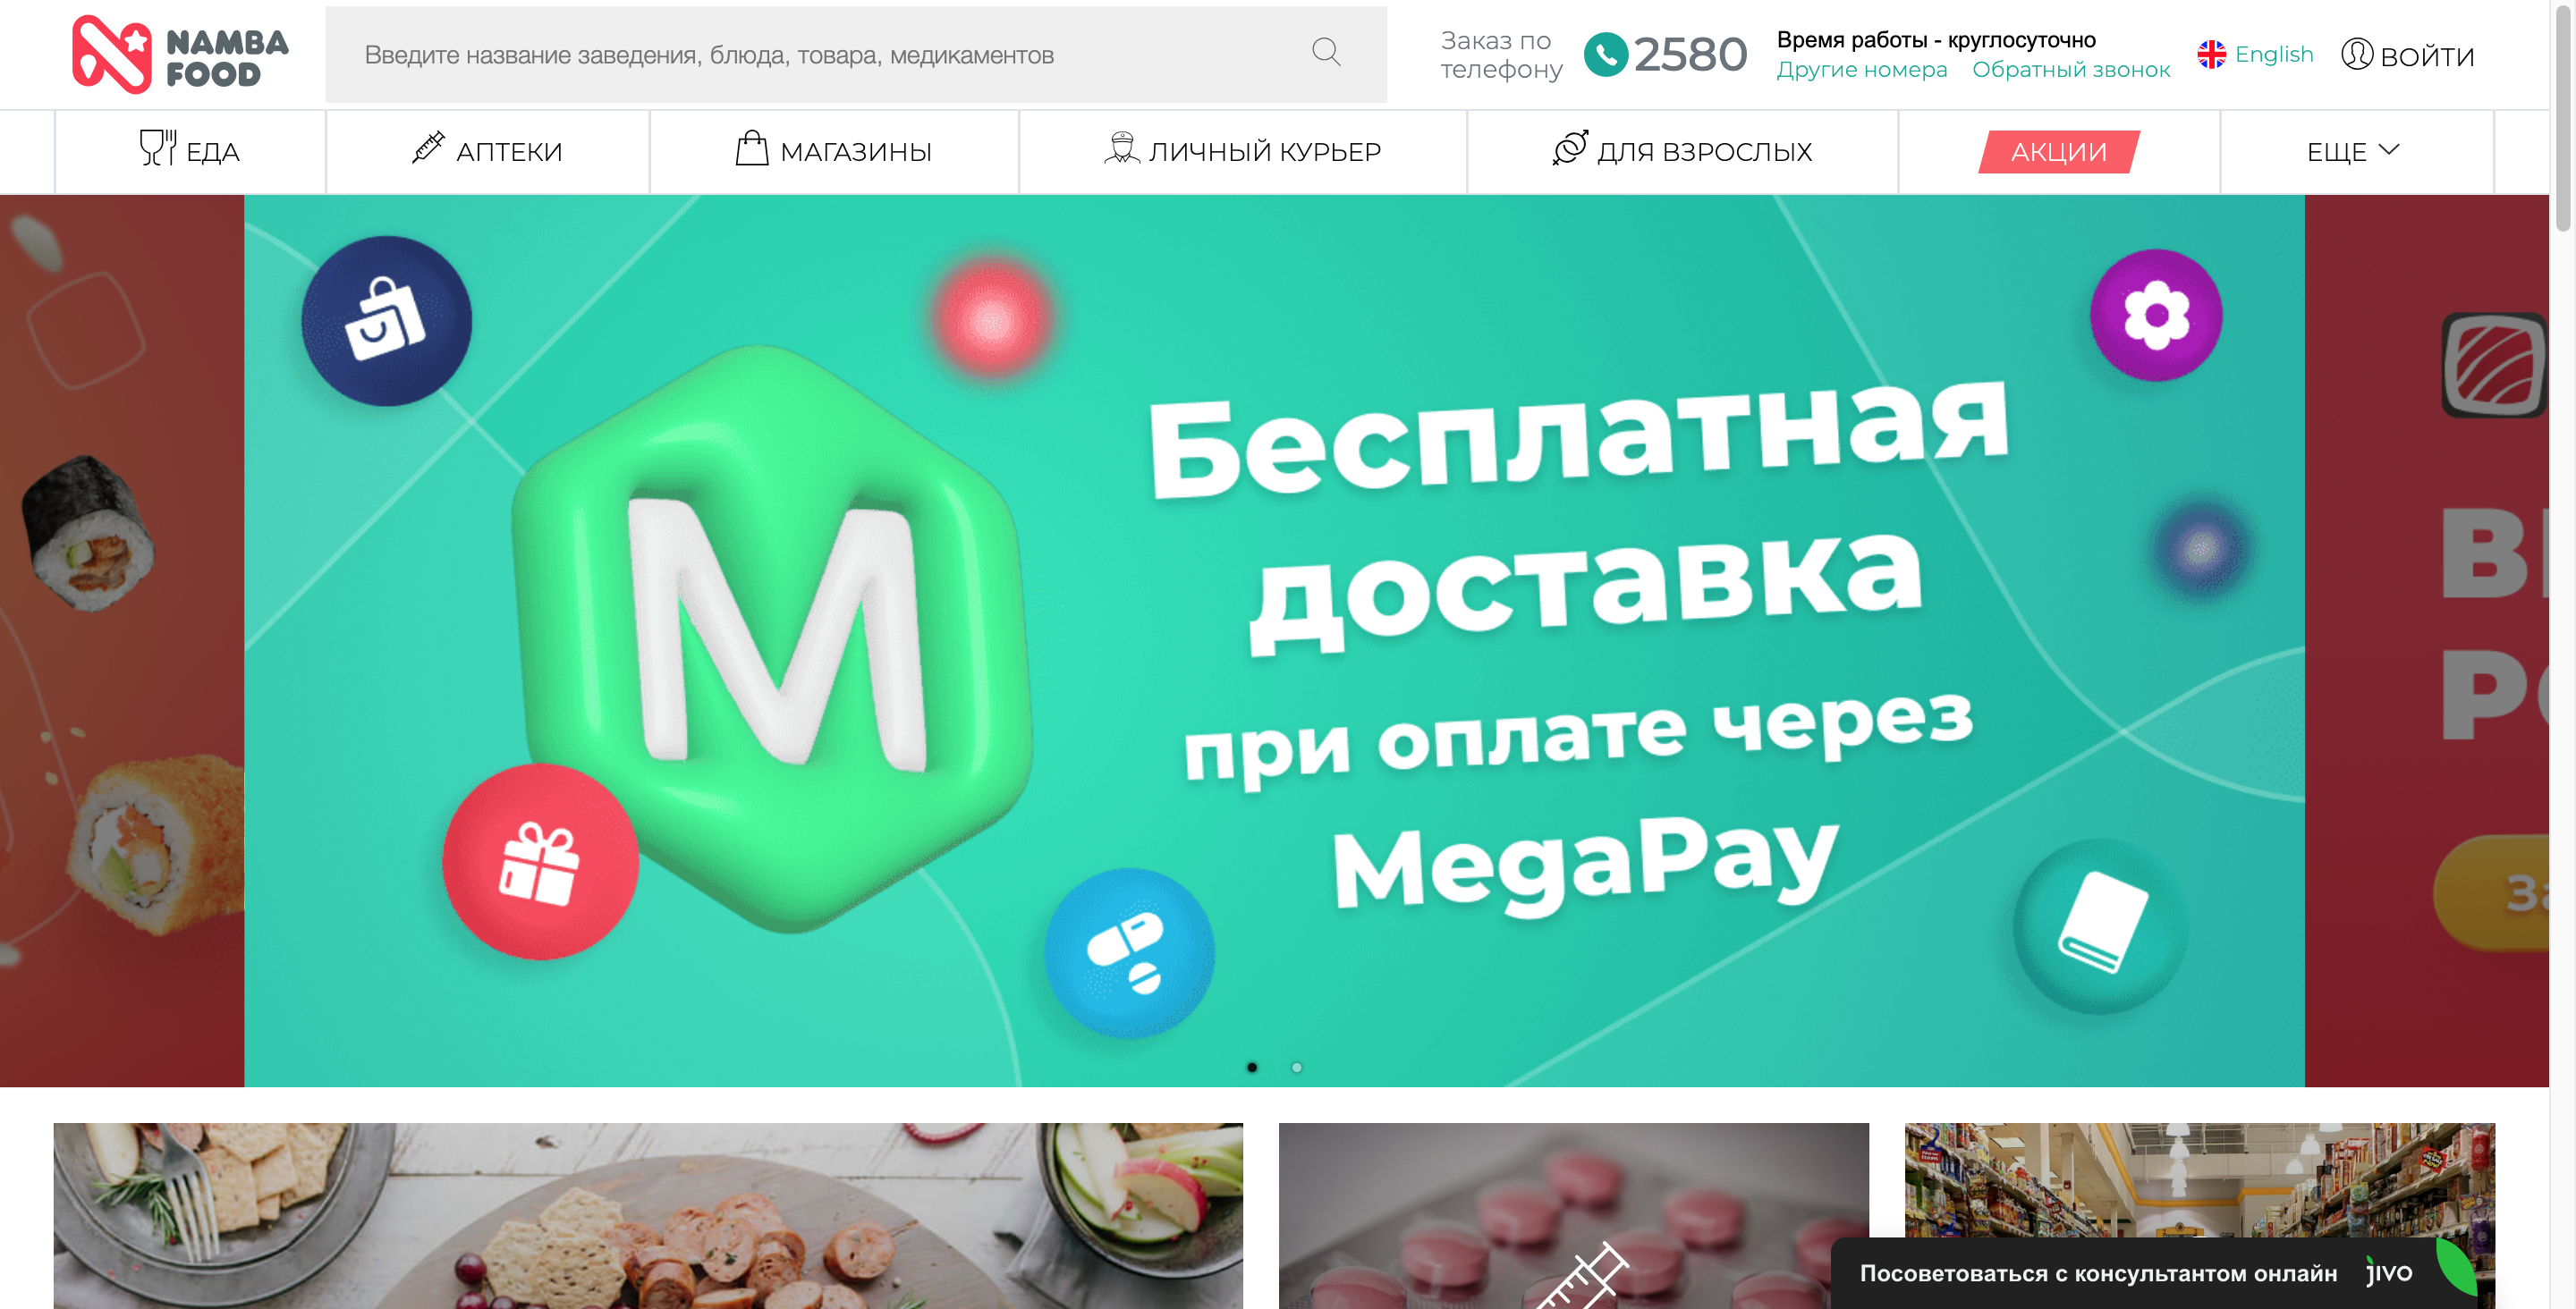 NAMBA
FOOD
Введите название заведения, блюда, товара, медикаментов
Заказ по
телефону
2580
Время работы - круглосуточно
Другие номера Обратный звонок
English
ВОЙТИ
ЕДА
АПТЕКИ
МАГАЗИНЫ
ЛИЧНЫЙ КУРЬЕР
ДЛЯ ВЗРОСЛЫХ
АКЦИИ
ЕЩЕ
M
Бесплатная
доставка
при оплате через
MegaPay
Посоветоваться с консультантом онлайн
jivo